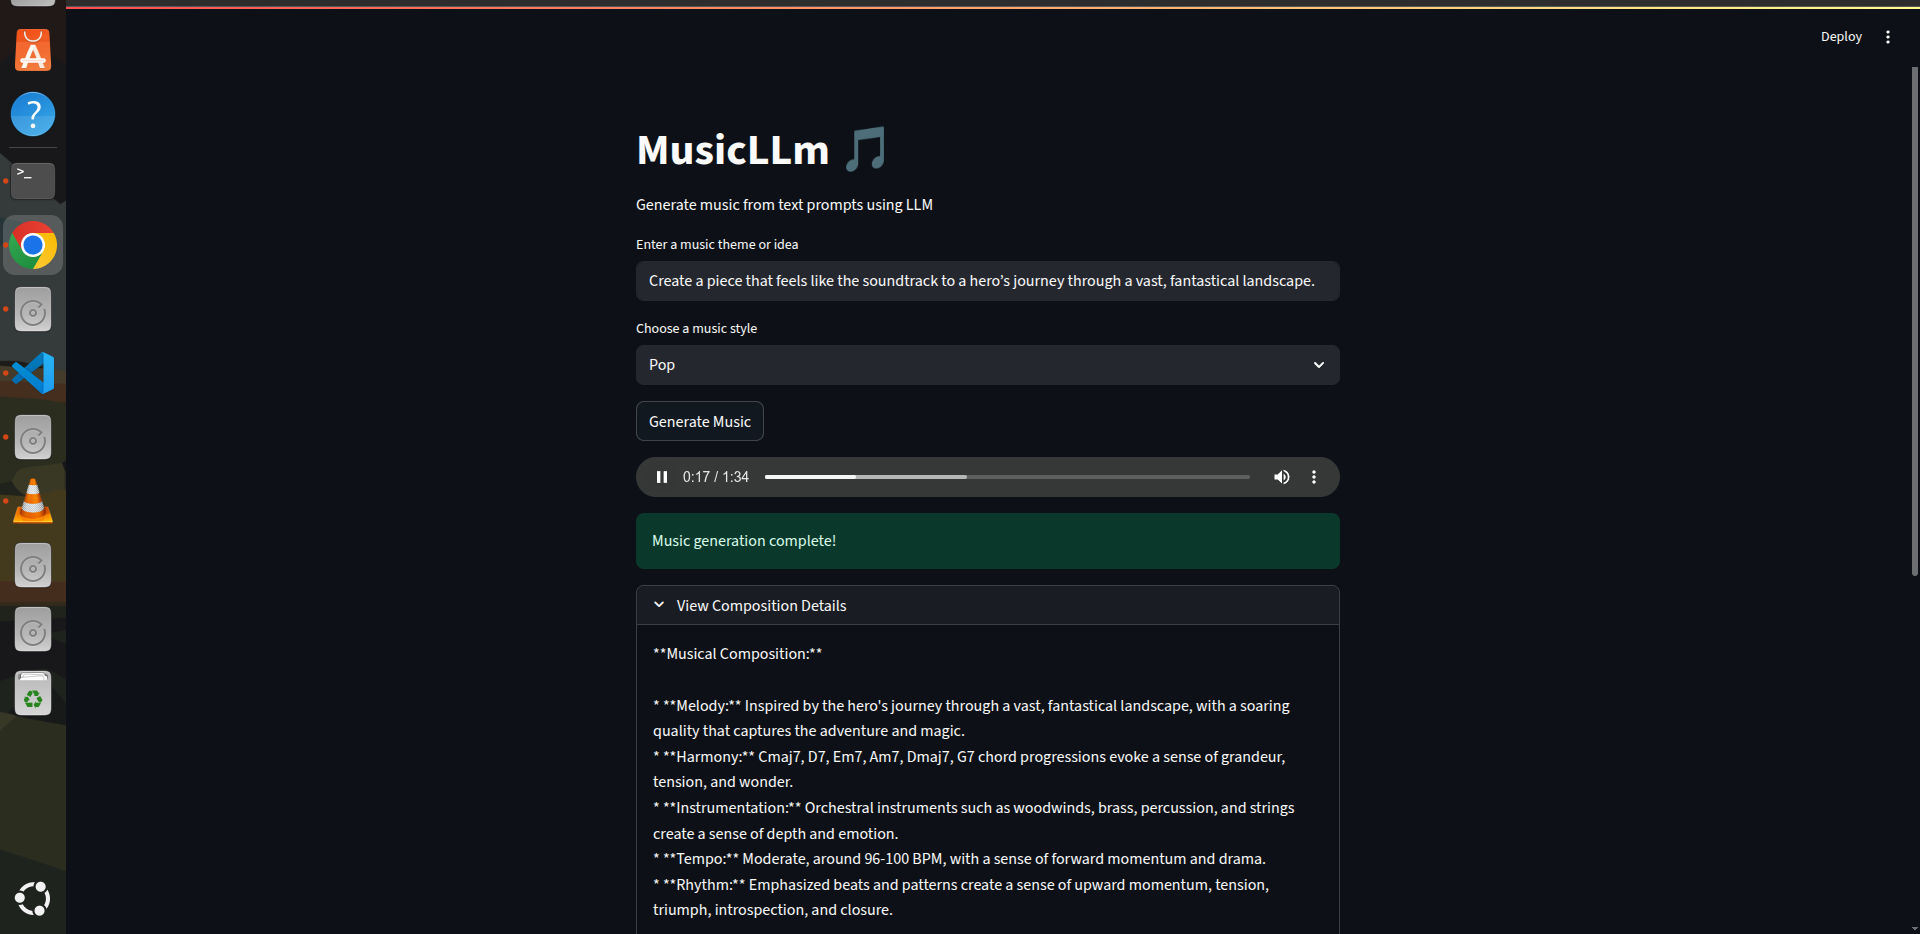 Deploy
MusicLLm
Generate music from text prompts using LLM
Enter a music theme or idea
Create a piece that feels like the soundtrack to a hero’s journey through a vast, fantastical landscape.
Choose a music style
Pop
Generate Music
0:17 / 1:34
Music generation complete!
View Composition Details
**Musical Composition:**
* **Melody:** Inspired by the hero's journey through a vast, fantastical landscape, with a soaring
quality that captures the adventure and magic.
* **Harmony:** Cmaj7, D7, Em7, Am7, Dmaj7, G7 chord progressions evoke a sense of grandeur,
tension, and wonder.
* **Instrumentation:** Orchestral instruments such as woodwinds, brass, percussion, and strings
create a sense of depth and emotion.
* **Tempo:** Moderate, around 96-100 BPM, with a sense of forward momentum and drama.
* **Rhythm:** Emphasized beats and patterns create a sense of upward momentum, tension,
triumph, introspection, and closure.